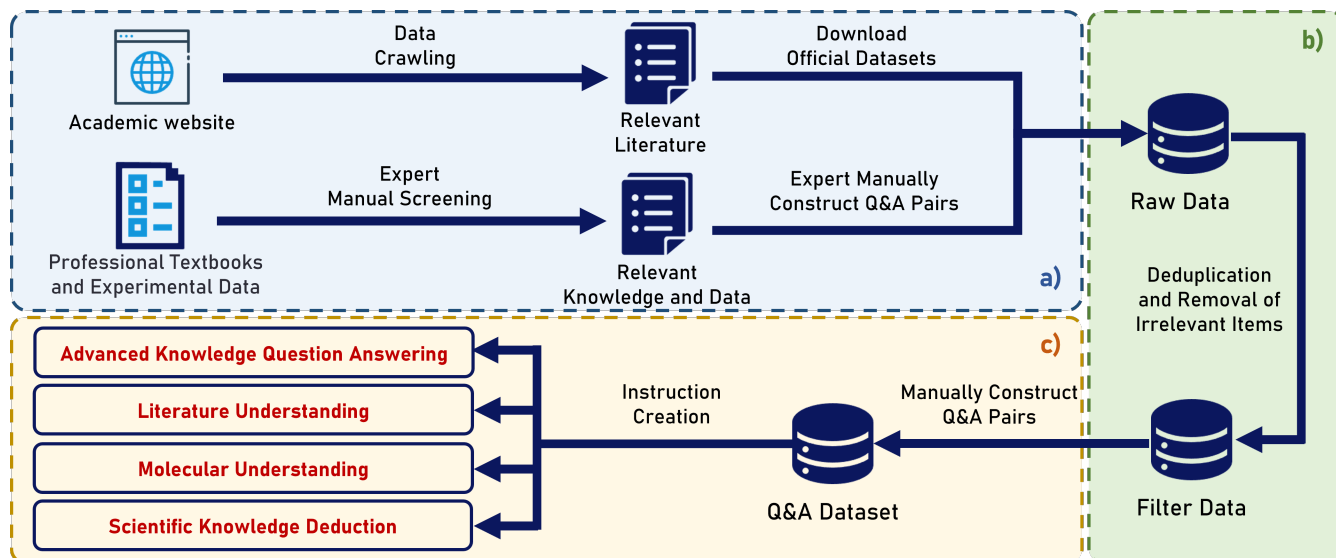 Academic website
Data
Crawling
Relevant
Literature
Download
Official Datasets
Professional Textbooks
and Experimental Data
Expert
Manual Screening
Relevant
Knowledge and Data
Expert Manually
Construct Q&A Pairs
a)
b)
Raw Data
Deduplication
and Removal of
Irrelevant Items
Filter Data
c)
Manually Construct
Q&A Pairs
Q&A Dataset
Instruction
Creation
Advanced Knowledge Question Answering
Literature Understanding
Molecular Understanding
Scientific Knowledge Deduction